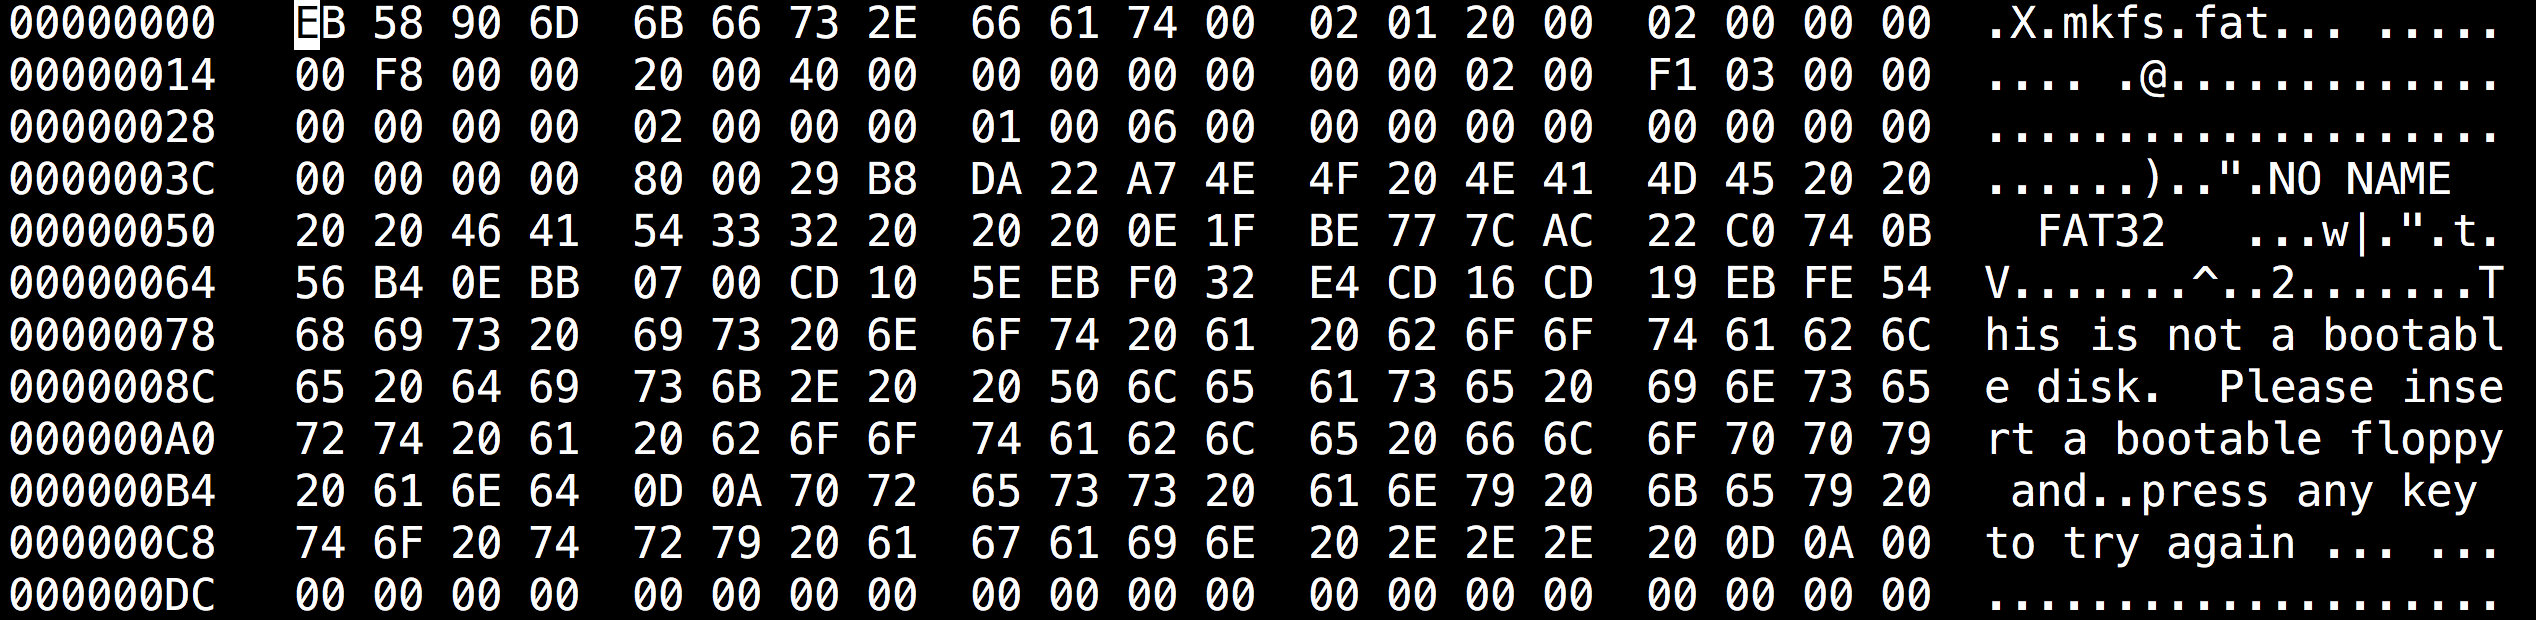 00000000   EB 58 90 6D  6B 66 73 2E  66 61 74 00  02 01 20 00  02 00 00 00  .X.mkfs.fat... .....
00000014   00 F8 00 00  20 00 40 00  00 00 00 00  00 00 02 00  F1 03 00 00  .... .@.............
00000028   00 00 00 00  02 00 00 00  01 00 06 00  00 00 00 00  00 00 00 00  ....................
0000003C   00 00 00 00  80 00 29 B8  DA 22 A7 4E  4F 20 4E 41  4D 45 20 20  ......)..".NO NAME
00000050   20 20 46 41  54 33 32 20  20 20 0E 1F  BE 77 7C AC  22 C0 74 0B    FAT32   ...w|.".t.
00000064   56 B4 0E BB  07 00 CD 10  5E EB F0 32  E4 CD 16 CD  19 EB FE 54  V.......^..2.......T
00000078   68 69 73 20  69 73 20 6E  6F 74 20 61  20 62 6F 6F  74 61 62 6C  his is not a bootabl
0000008C   65 20 64 69  73 6B 2E 20  20 50 6C 65  61 73 65 20  69 6E 73 65  e disk.  Please inse
000000A0   72 74 20 61  20 62 6F 6F  74 61 62 6C  65 20 66 6C  6F 70 70 79  rt a bootable floppy
000000B4   20 61 6E 64  0D 0A 70 72  65 73 73 20  61 6E 79 20  6B 65 79 20   and..press any key
000000C8   74 6F 20 74  72 79 20 61  67 61 69 6E  20 2E 2E 2E  20 0D 0A 00  to try again ... ...
000000DC   00 00 00 00  00 00 00 00  00 00 00 00  00 00 00 00  00 00 00 00  ....................